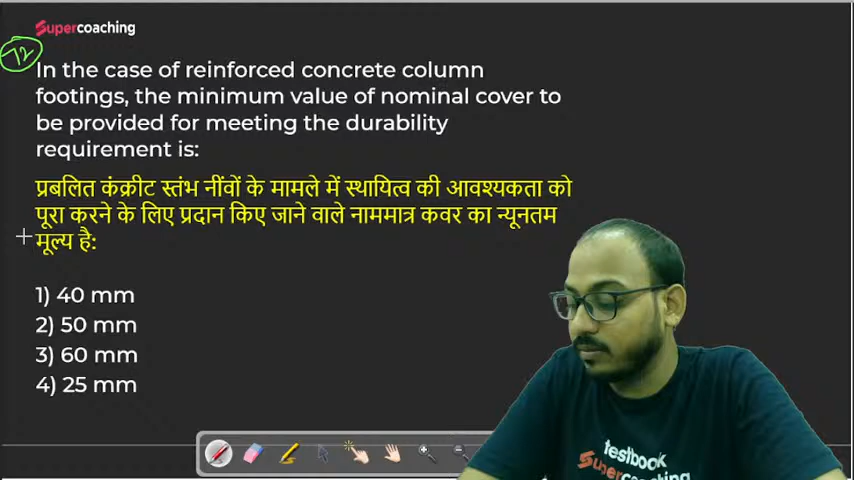 Supercoaching
72
In the case of reinforced concrete column
footings, the minimum value of nominal cover to
be provided for meeting the durability
requirement is:
प्रबलित कंक्रीट स्तंभ नींवों के मामले में स्थायित्व की आवश्यकता को
पूरा करने के लिए प्रदान किए जाने वाले नाममात्र कवर का न्यूनतम
मूल्य है:
1) 40 mm
2) 50 mm
3) 60 mm
4) 25 mm
testbook
Supercoaching